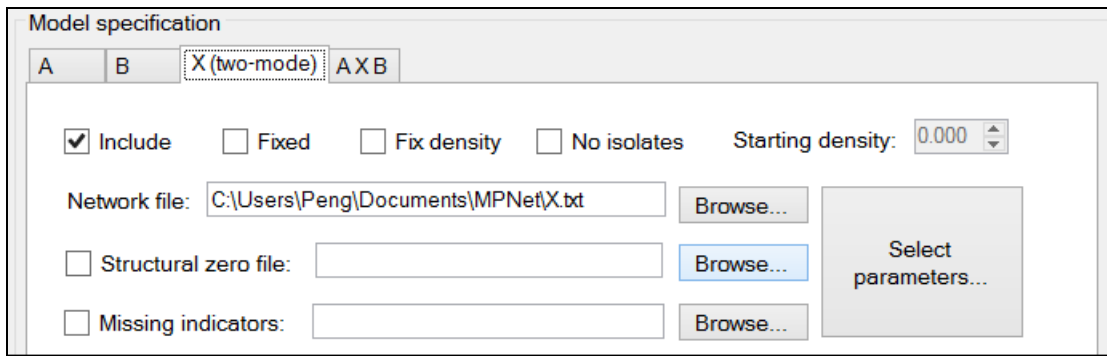 Model specification
A B X (two-mode) A X B
Include Fixed Fix density No isolates Starting density: 0.000
Network file: C:\Users\Peng\Documents\MPNet\X.txt Browse...
Structural zero file: Browse... Select
parameters...
Missing indicators: Browse...